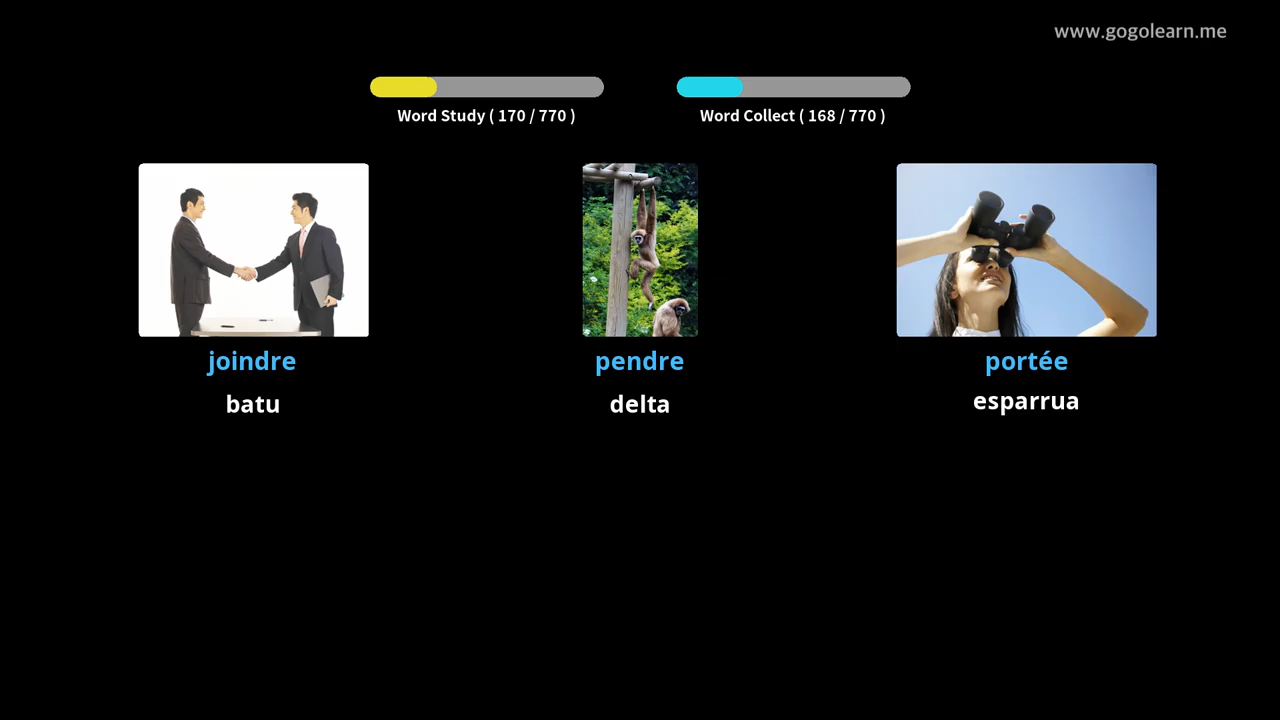 www.gogolearn.me
Word Study ( 170 / 770 )
Word Collect ( 168 / 770 )
joindre
pendre
portée
batu
delta
esparrua